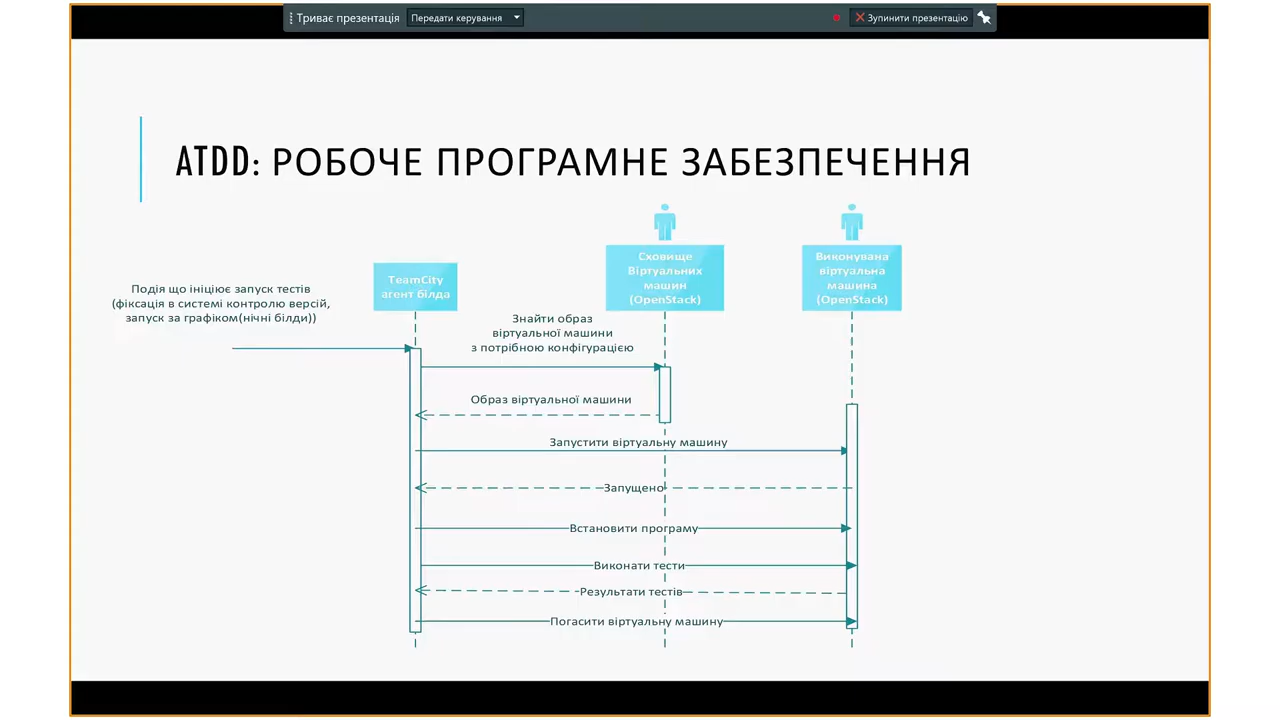 Триває презентація
Передати керування
Зупинити презентацію
ATDD: РОБОЧЕ ПРОГРАМНЕ ЗАБЕЗПЕЧЕННЯ
Сховище
Віртуальних
машин
(OpenStack)
Виконувана
віртуальна
машина
(OpenStack)
TeamCity
агент білда
Подія що ініціює запуск тестів
(фіксація в системі контролю версій,
запуск за графіком(нічні білди))
Знайти образ
віртуальної машини
з потрібною конфігурацією
Образ віртуальної машини
Запустити віртуальну машину
Запущено
Встановити програму
Виконати тести
Результати тестів
Погасити віртуальну машину